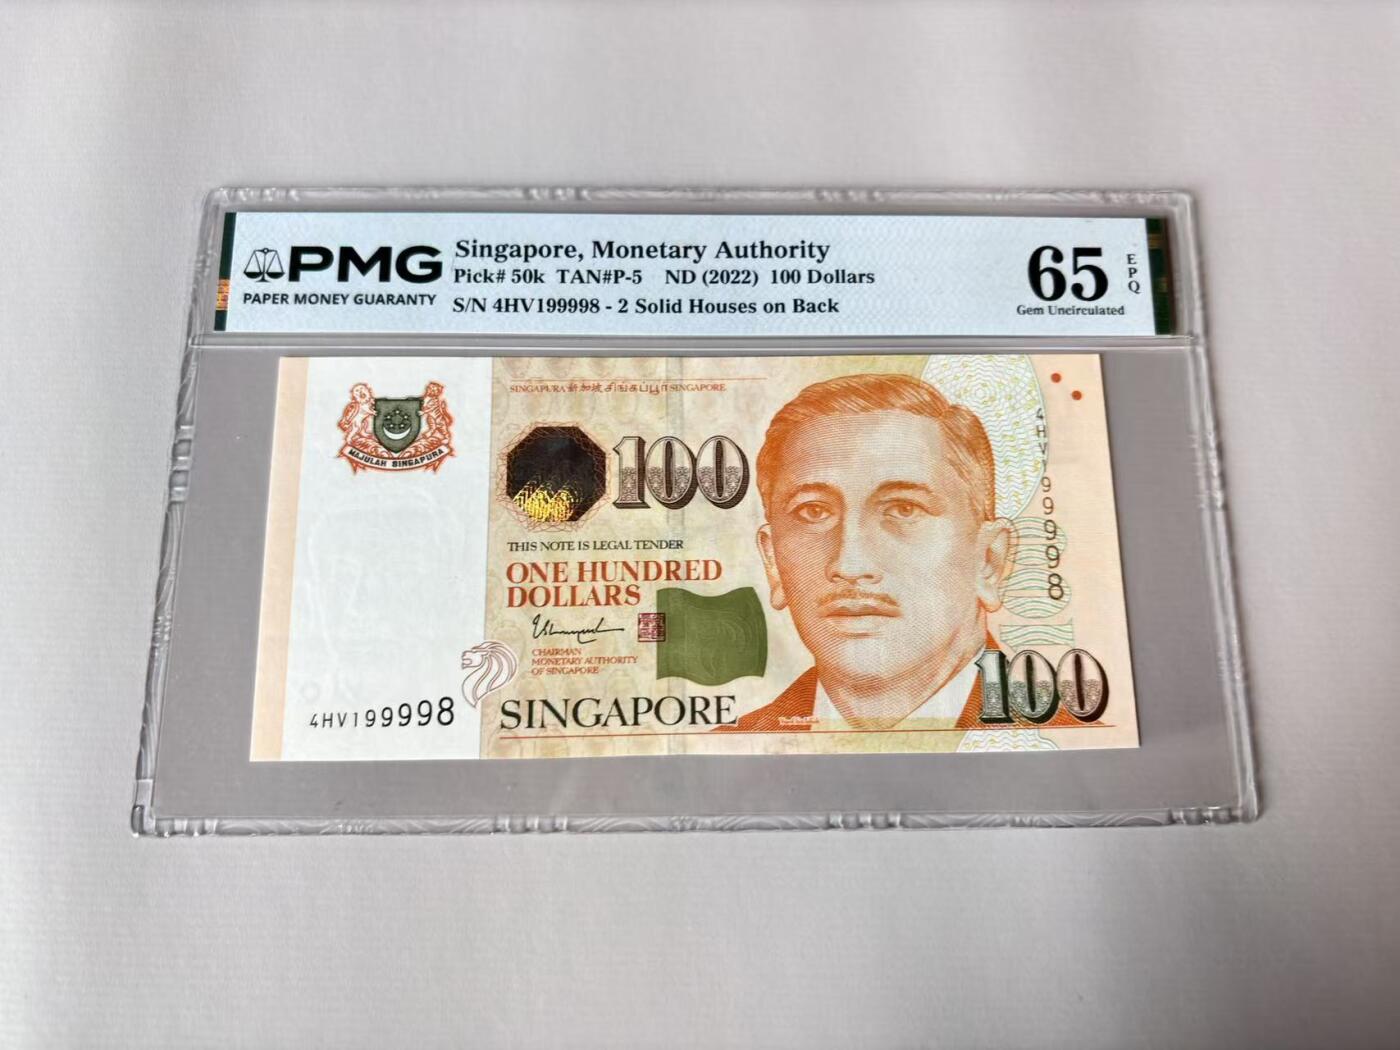 PMG
PAPER MONEY GUARANTY
Singapore, Monetary Authority
Pick# 50k TAN#P-5 ND (2022) 100 Dollars
S/N 4HV199998 - 2 Solid Houses on Back
65
EPQ
Gem Uncirculated
MAJULAH SINGAPURA
SINGAPURA 新加坡 சிங்கப்பூர் SINGAPORE
100
THIS NOTE IS LEGAL TENDER
ONE HUNDRED
DOLLARS
CHAIRMAN
MONETARY AUTHORITY
OF SINGAPORE
4HV199998
SINGAPORE
4HV199998
100